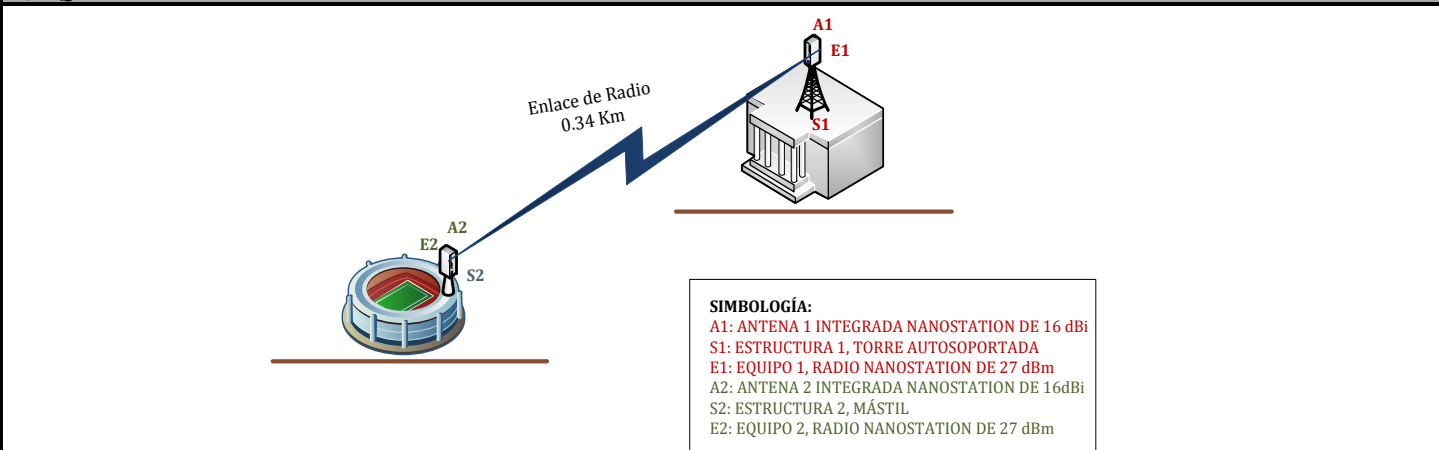 A1
E1
Enlace de Radio
0.34 Km
S1
A2
E2
S2
SIMBOLOGÍA:
A1: ANTENA 1 INTEGRADA NANOSTATION DE 16 dBi
S1: ESTRUCTURA 1, TORRE AUTOSOPORTADA
E1: EQUIPO 1, RADIO NANOSTATION DE 27 dBm
A2: ANTENA 2 INTEGRADA NANOSTATION DE 16dBi
S2: ESTRUCTURA 2, MÁSTIL
E2: EQUIPO 2, RADIO NANOSTATION DE 27 dBm